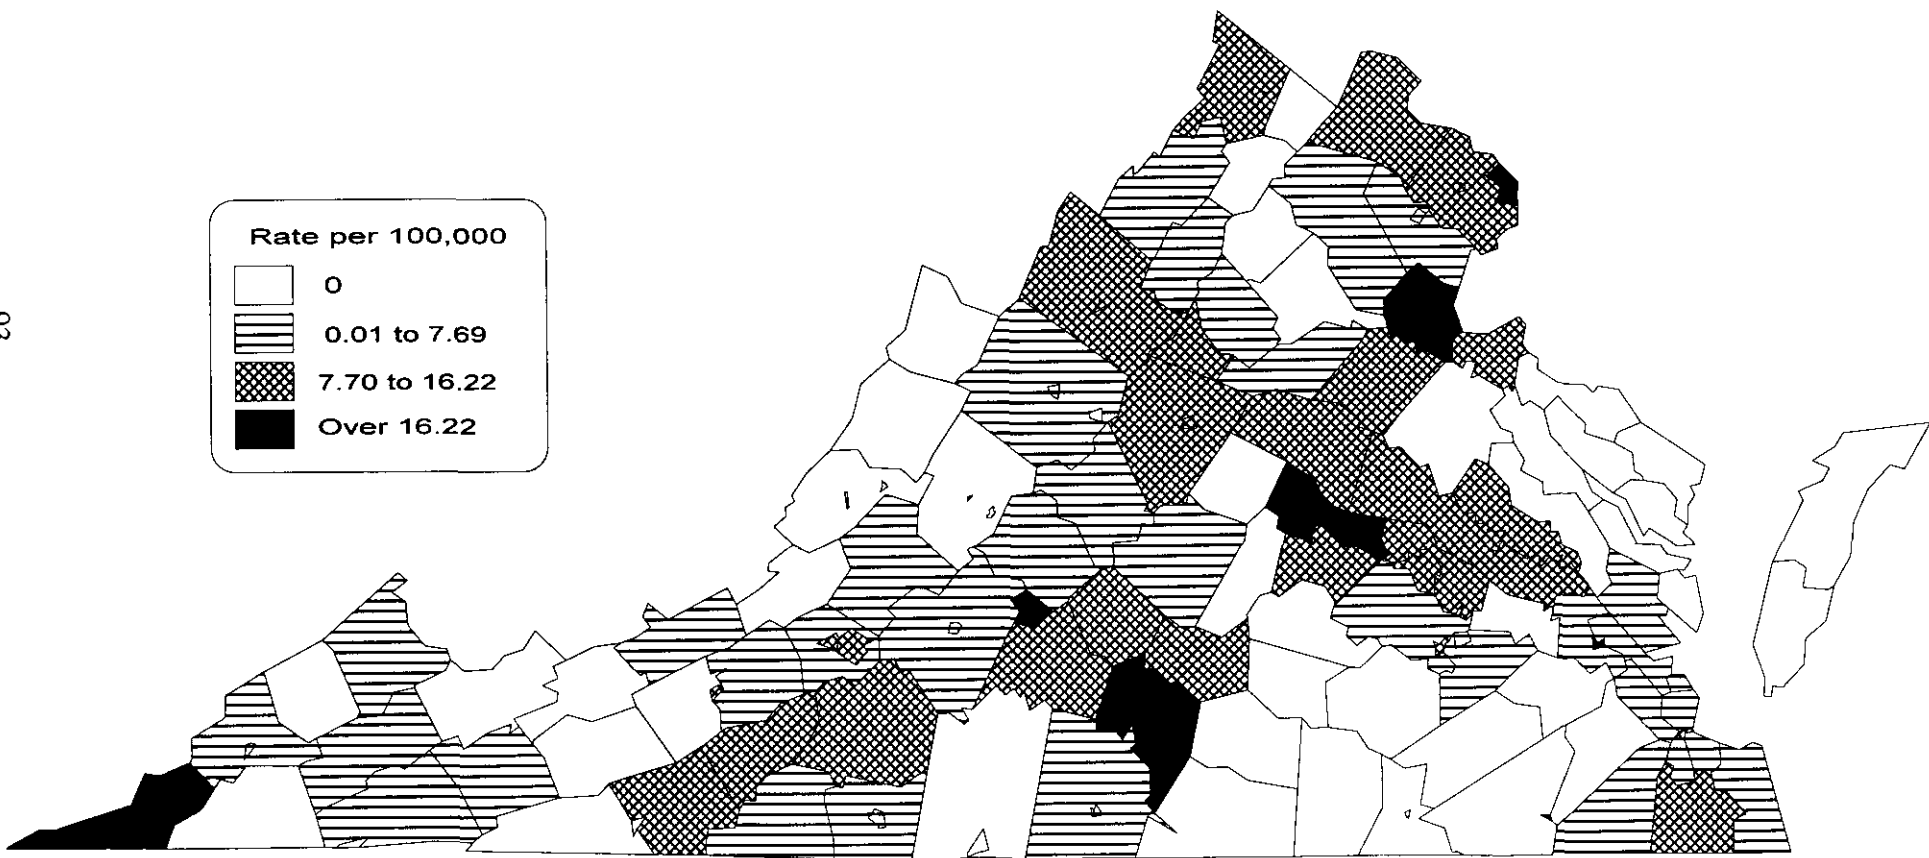 Rate per 100,000
0
0.01 to 7.69
7.70 to 16.22
Over 16.22